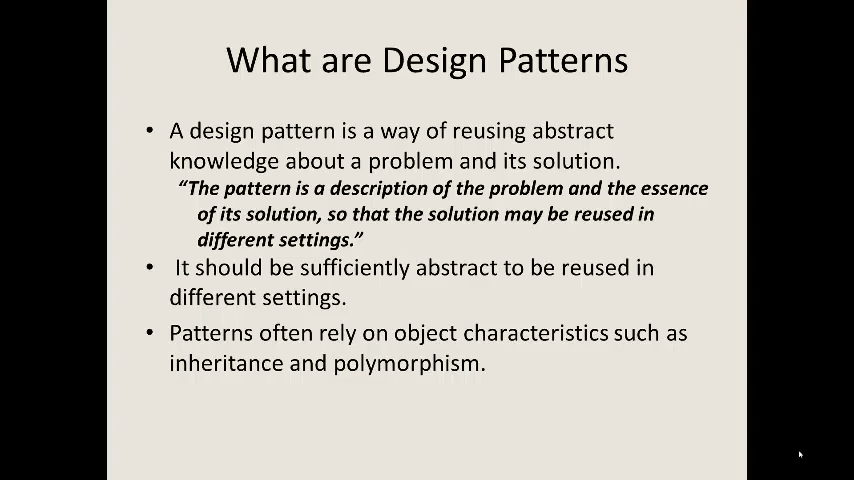 What are Design Patterns
• A design pattern is a way of reusing abstract
knowledge about a problem and its solution.
“The pattern is a description of the problem and the essence
of its solution, so that the solution may be reused in
different settings.”
• It should be sufficiently abstract to be reused in
different settings.
• Patterns often rely on object characteristics such as
inheritance and polymorphism.